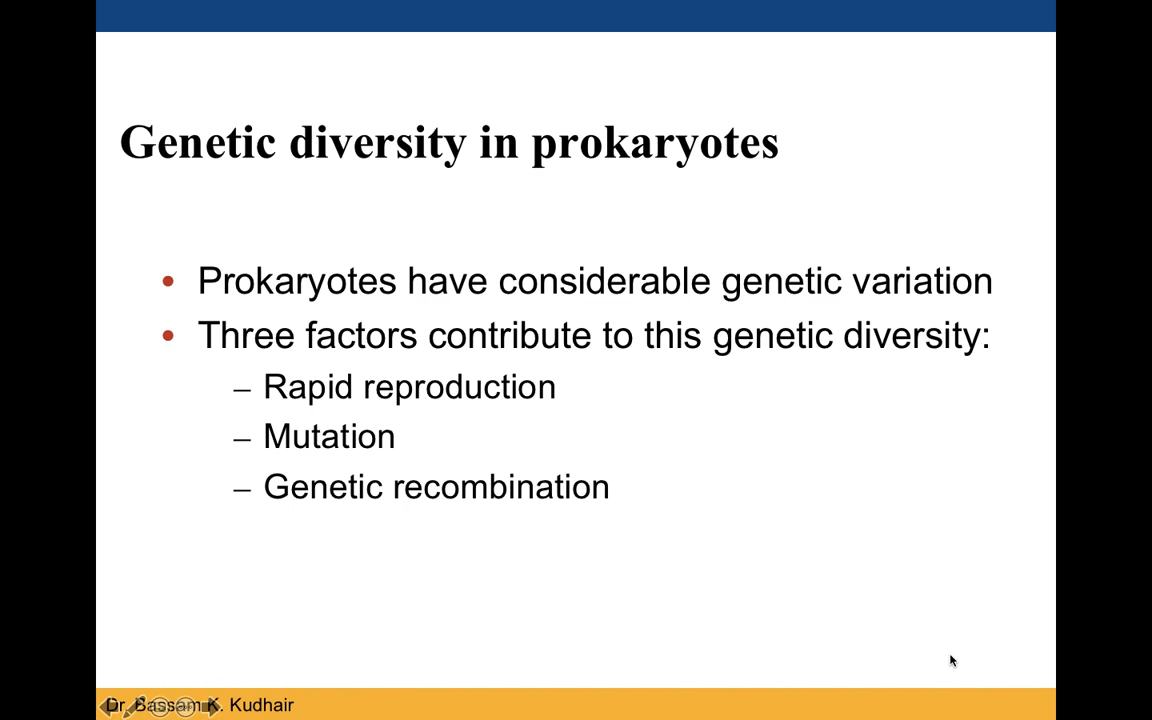 Genetic diversity in prokaryotes
• Prokaryotes have considerable genetic variation
• Three factors contribute to this genetic diversity:
– Rapid reproduction
– Mutation
– Genetic recombination
Dr. Bassam K. Kudhair